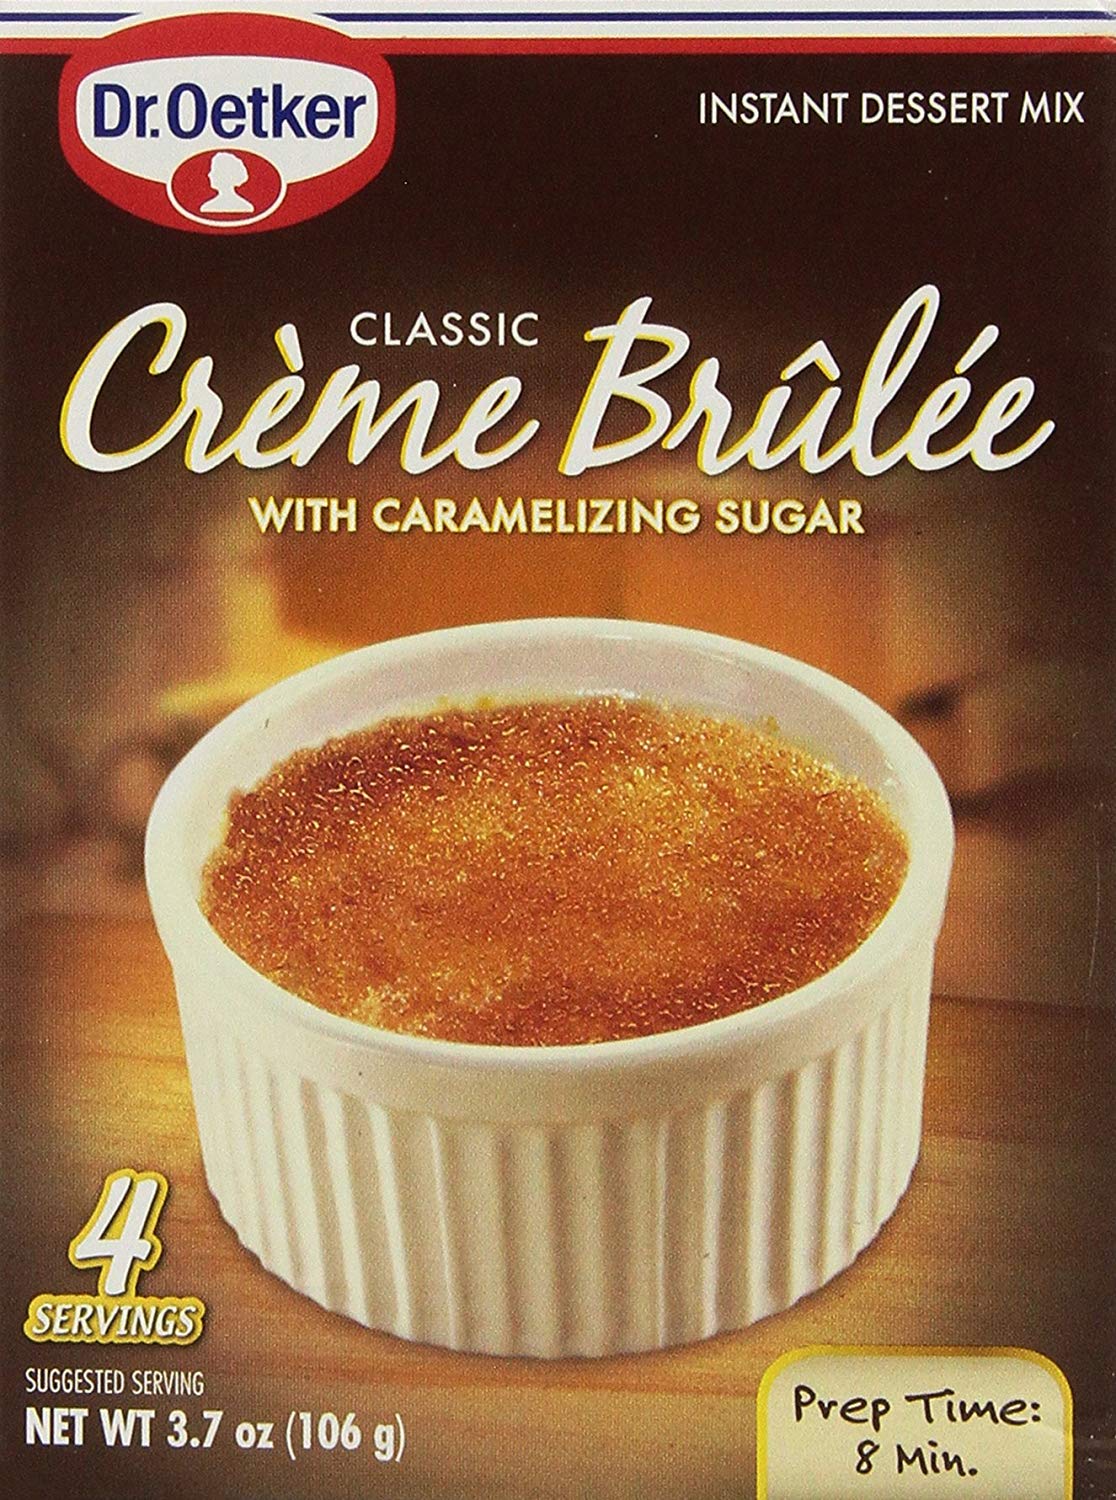 Dr.Oetker
INSTANT DESSERT MIX
CLASSIC
Crème Brûlée
WITH CARAMELIZING SUGAR
4
SERVINGS
SUGGESTED SERVING
NET WT 3.7 oz (106 g)
Prep Time:
8 Min.